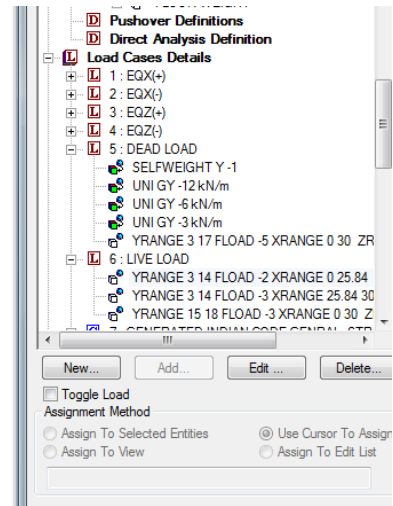 D Pushover Definitions
D Direct Analysis Definition
L Load Cases Details
L 1 : EQX(+)
L 2 : EQX(-)
L 3 : EQZ(+)
L 4 : EQZ(-)
L 5 : DEAD LOAD
SELFWEIGHT Y -1
UNI GY -12 kN/m
UNI GY -6 kN/m
UNI GY -3 kN/m
YRANGE 3 17 FLOAD -5 XRANGE 0 30 ZR
L 6 : LIVE LOAD
YRANGE 3 14 FLOAD -2 XRANGE 0 25.84
YRANGE 3 14 FLOAD -3 XRANGE 25.84 30
YRANGE 15 18 FLOAD -3 XRANGE 0 30 Z
New... Add... Edit ... Delete...
Toggle Load
Assignment Method
Assign To Selected Entities Use Cursor To Assign
Assign To View Assign To Edit List